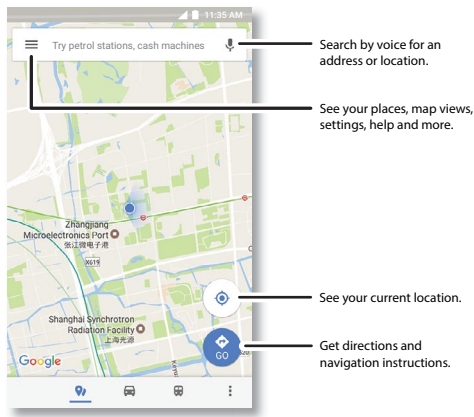 11:35 AM
Try petrol stations, cash machines
Search by voice for an
address or location.
See your places, map views,
settings, help and more.
Zhangjiang
Microelectronics Port
张江微电子港
X619
See your current location.
Shanghai Synchrotron
Radiation Facility
上海光源
GO
Get directions and
navigation instructions.
Google